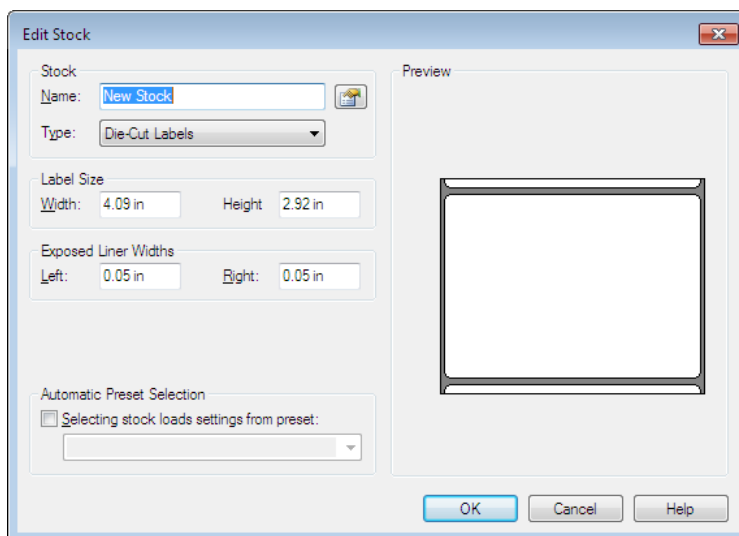 Edit Stock
Stock
Name: New Stock
Type: Die-Cut Labels
Label Size
Width: 4.09 in Height 2.92 in
Exposed Liner Widths
Left: 0.05 in Right: 0.05 in
Automatic Preset Selection
Selecting stock loads settings from preset:
Preview
OK Cancel Help